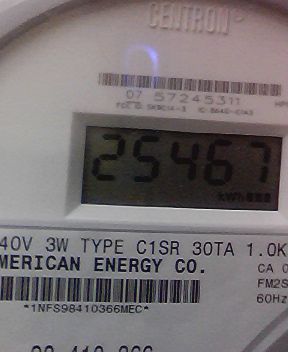 CENTRON®
07 57245311
25467
kWh
40V 3W TYPE C1SR 30TA 1.0K
MERICAN ENERGY CO.
CA 0
FM2S
60Hz
*1NFS98410366MEC*